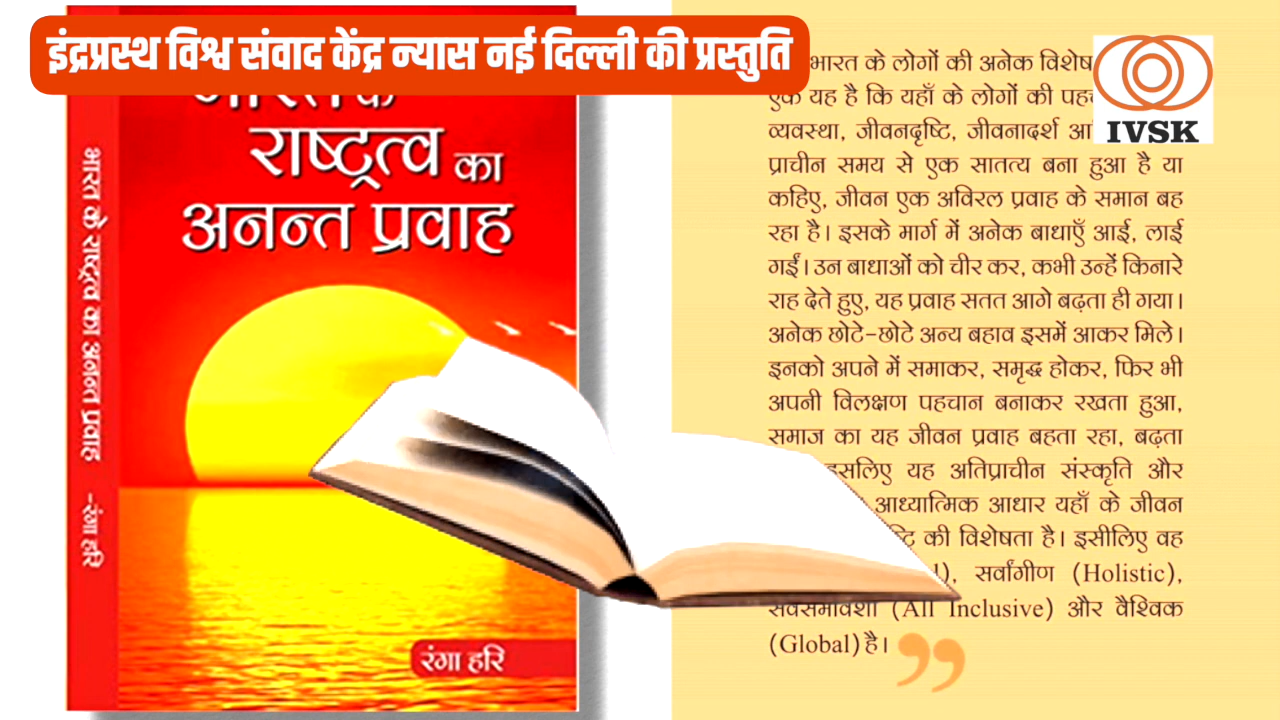 इंद्रप्रस्थ विश्व संवाद केंद्र न्यास नई दिल्ली की प्रस्तुति
भारत के
राष्ट्रत्व का
अनन्त प्रवाह
रंगा हरि
भारत के राष्ट्रत्व का अनन्त प्रवाह -रंगा हरि
IVSK
भारत के लोगों की अनेक
एक यह है कि यहाँ के लोगों की
व्यवस्था, जीवनदृष्टि, जीवनादर्श
प्राचीन समय से एक सातत्य बना हुआ है या
कहिए, जीवन एक अविरल प्रवाह के समान बह
रहा है। इसके मार्ग में अनेक बाधाएँ आई, लाई
गईं। उन बाधाओं को चीर कर, कभी उन्हें किनारे
राह देते हुए, यह प्रवाह सतत आगे बढ़ता ही गया।
अनेक छोटे-छोटे अन्य बहाव इसमें आकर मिले।
इनको अपने में समाकर, समृद्ध होकर, फिर भी
अपनी विलक्षण पहचान बनाकर रखता हुआ,
समाज का यह जीवन प्रवाह बहता रहा, बढ़ता
इसलिए यह अतिप्राचीन संस्कृति और
आध्यात्मिक आधार यहाँ के जीवन
की विशेषता है। इसीलिए वह
सर्वांगीण (Holistic),
सर्वसमावेशी (All Inclusive) और वैश्विक
(Global) है।
”